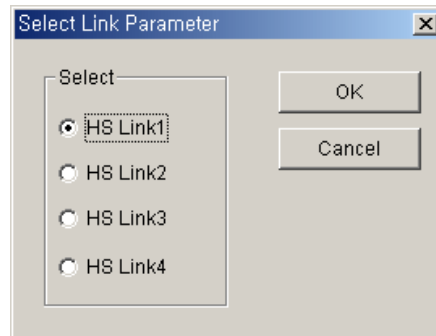 Select Link Parameter
Select
HS Link1
HS Link2
HS Link3
HS Link4
OK
Cancel